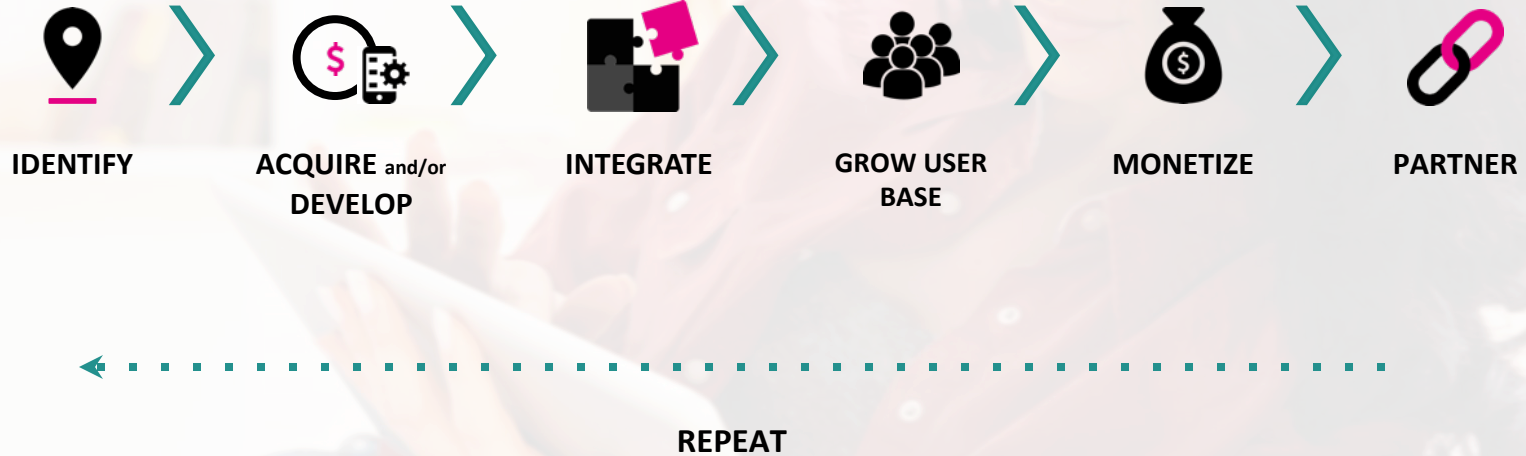 $
$
IDENTIFY
ACQUIRE and/or
DEVELOP
INTEGRATE
GROW USER
BASE
MONETIZE
PARTNER
REPEAT